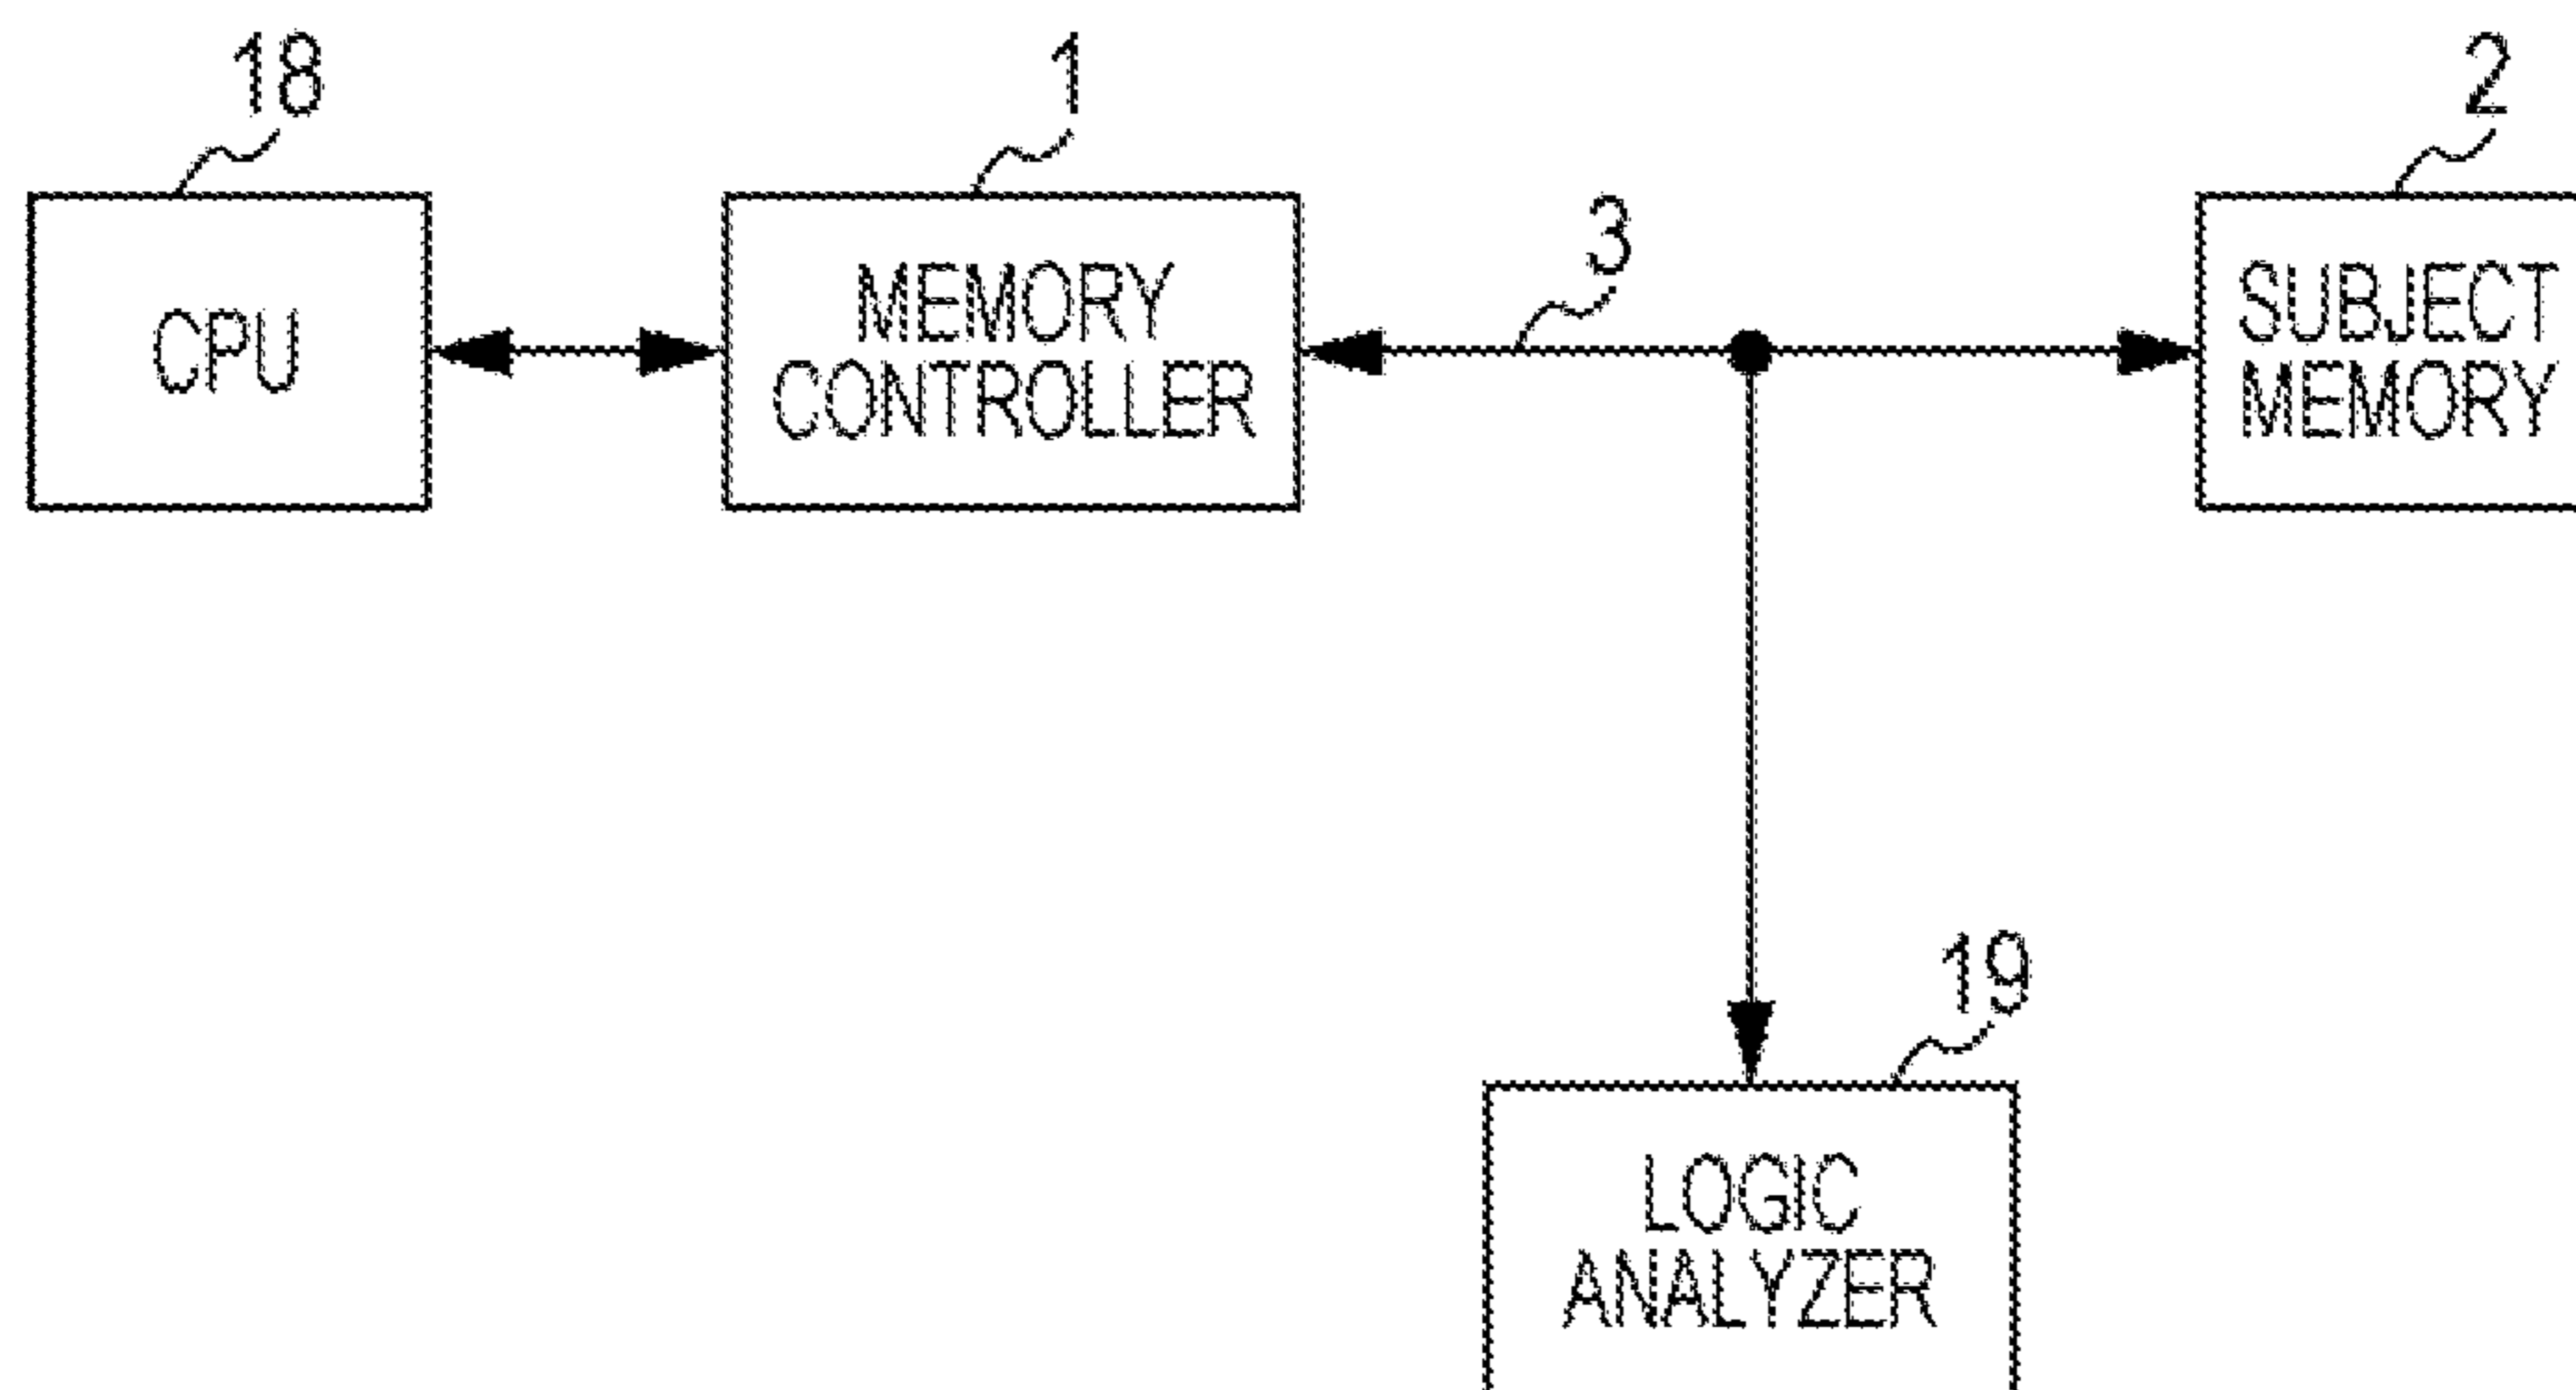 18
1
2
3
CPU
MEMORY
CONTROLLER
SUBJECT
MEMORY
19
LOGIC
ANALYZER